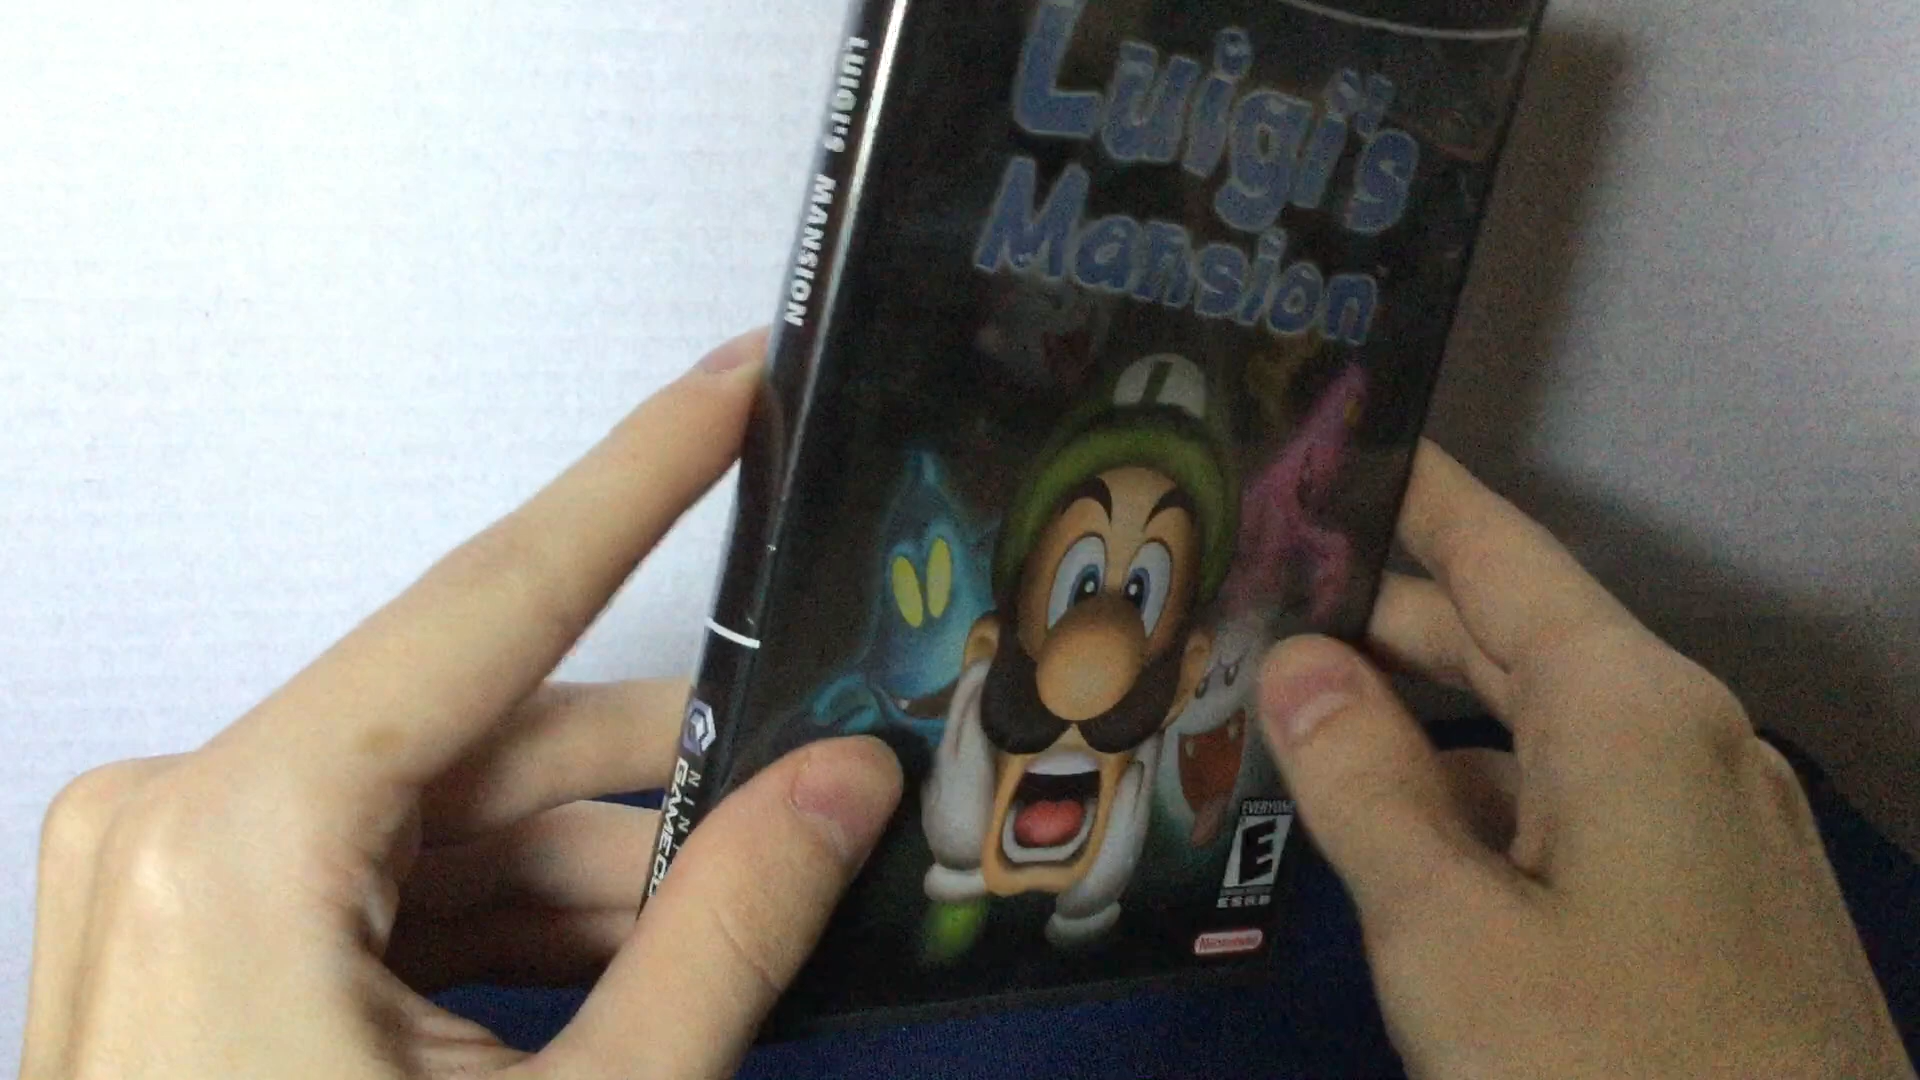 Luigi's
Mansion
LUIGI'S MANSION
EVERYONE
E
ESRB
Nintendo